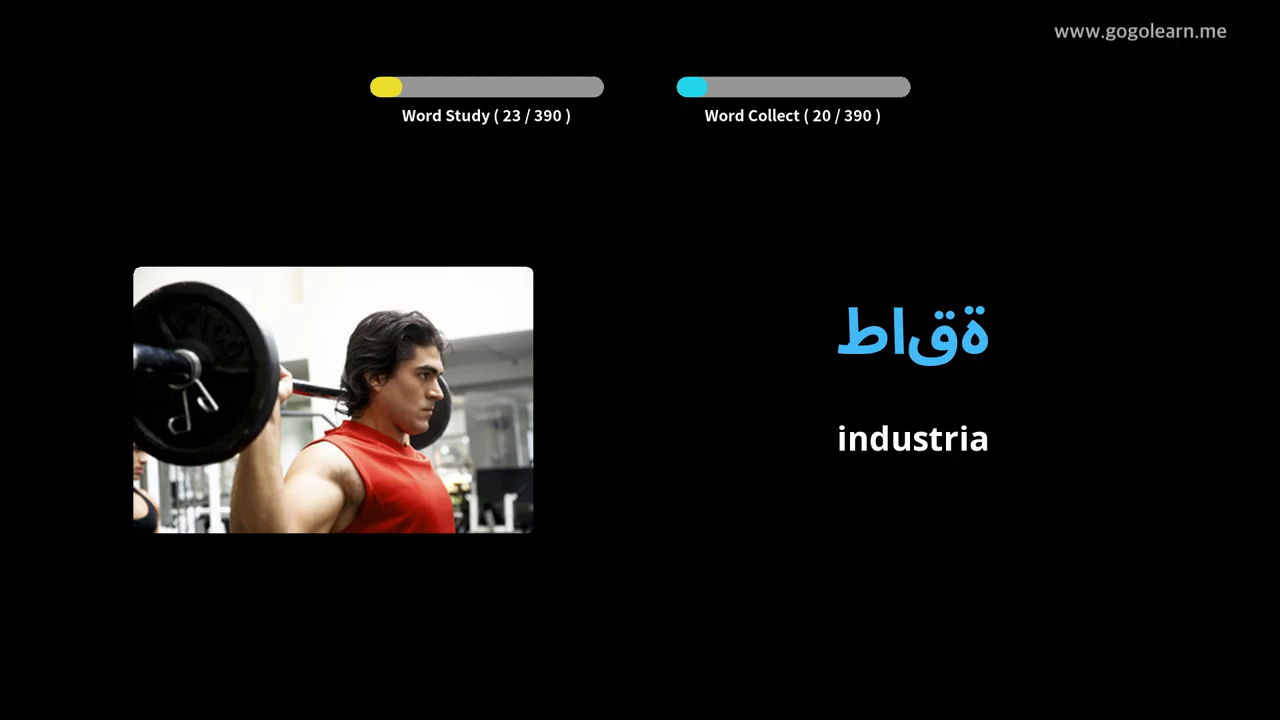 www.gogolearn.me
Word Study ( 23 / 390 )
Word Collect ( 20 / 390 )
طاقة
industria